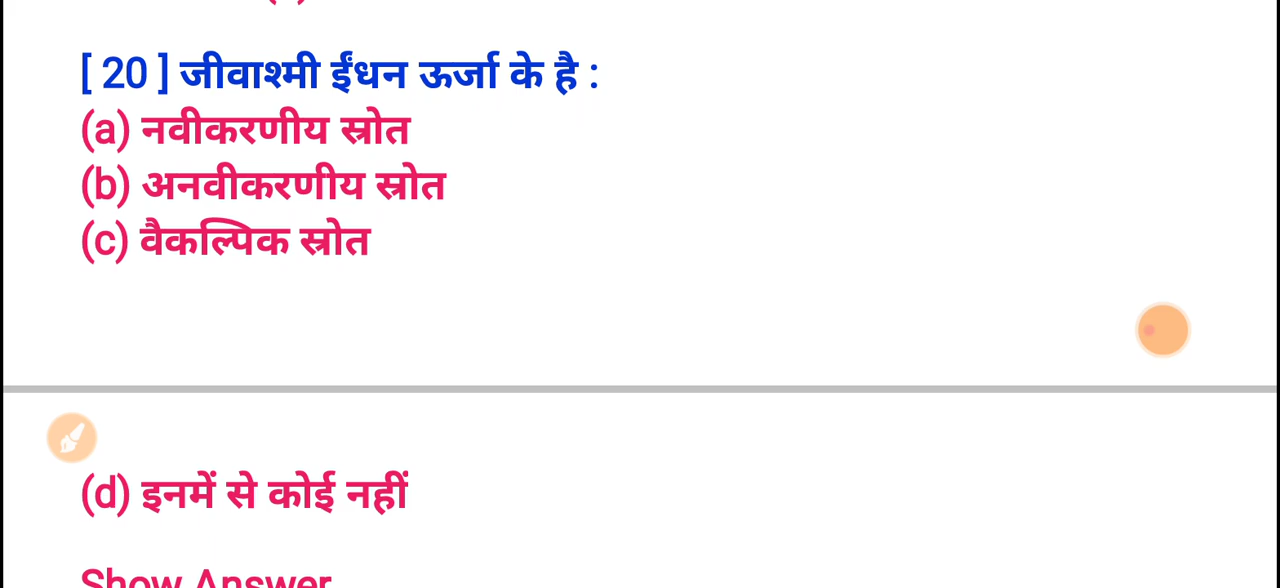 [ 20 ] जीवाश्मी ईंधन ऊर्जा के है :
(a) नवीकरणीय स्रोत
(b) अनवीकरणीय स्रोत
(c) वैकल्पिक स्रोत
(d) इनमें से कोई नहीं
Show Answer